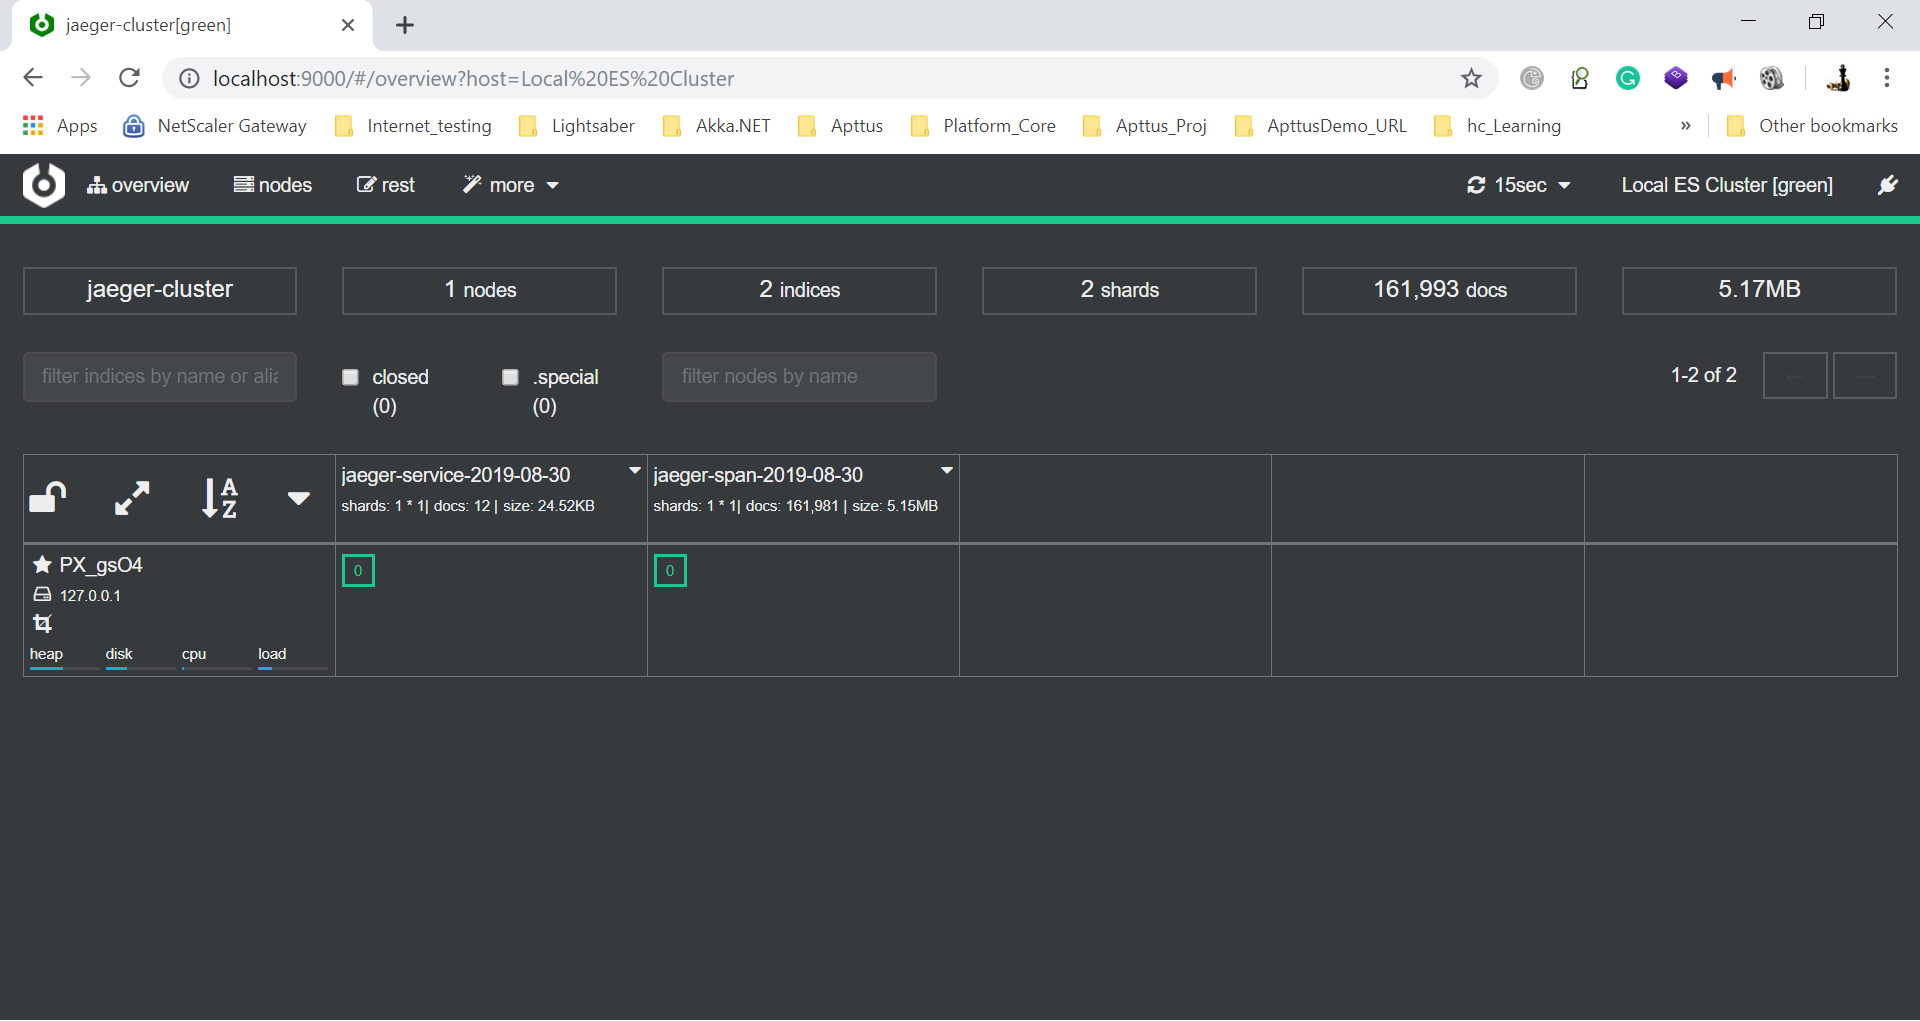 jaeger-cluster[green]
localhost:9000/#/overview?host=Local%20ES%20Cluster
Apps NetScaler Gateway Internet_testing Lightsaber Akka.NET Apttus Platform_Core Apttus_Proj ApttusDemo_URL hc_Learning » Other bookmarks
overview nodes rest more 15sec Local ES Cluster [green]
jaeger-cluster 1 nodes 2 indices 2 shards 161,993 docs 5.17MB
filter indices by name or alia closed (0) .special (0) filter nodes by name 1-2 of 2 ← →
jaeger-service-2019-08-30 jaeger-span-2019-08-30
shards: 1 * 1| docs: 12 | size: 24.52KB shards: 1 * 1| docs: 161,981 | size: 5.15MB
PX_gsO4 0 0
127.0.0.1
heap disk cpu load